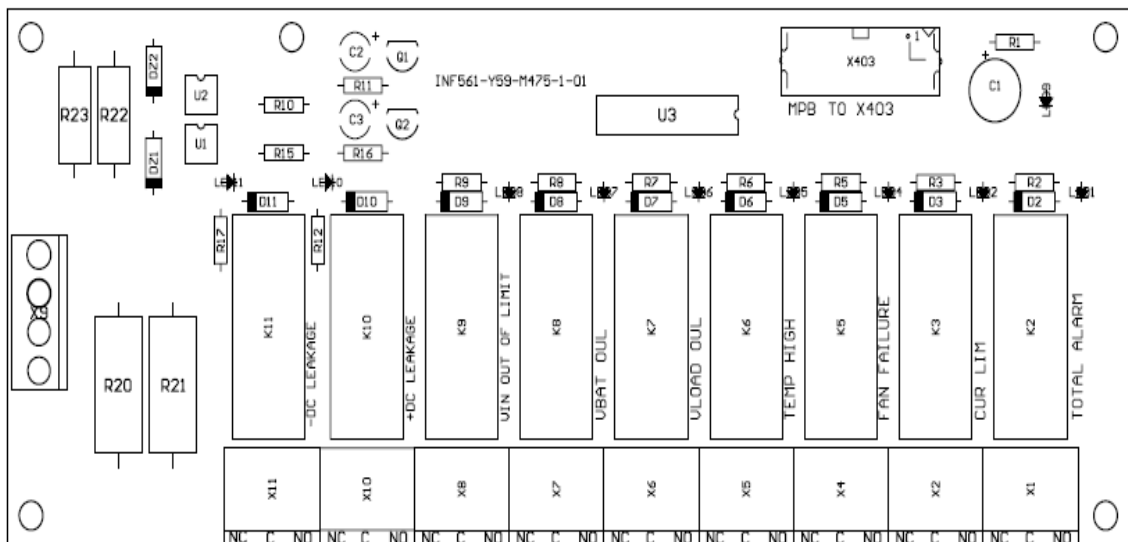 R23
R22
DZ2
DZ1
U2
U1
R10
R15
C2
+
Q1
R11
C3
+
Q2
R16
INF561-Y59-M475-1-01
U3
1
X403
MPB TO X403
R1
+
C1
R9
R8
R7
R6
R5
R3
R2
D11
D10
D9
D8
D7
D6
D5
D3
D2
R17
R12
R20
R21
K11
-DC LEAKAGE
K10
+DC LEAKAGE
K9
VIN OUT OF LIMIT
K8
VBAT OUL
K7
VLOAD OUL
K6
TEMP HIGH
K5
FAN FAILURE
K3
CUR LIM
K2
TOTAL ALARM
X11
X10
X8
X7
X6
X5
X4
X2
X1
NC C NO NC C NO NC C NO NC C NO NC C NO NC C NO NC C NO NC C NO NC C NO